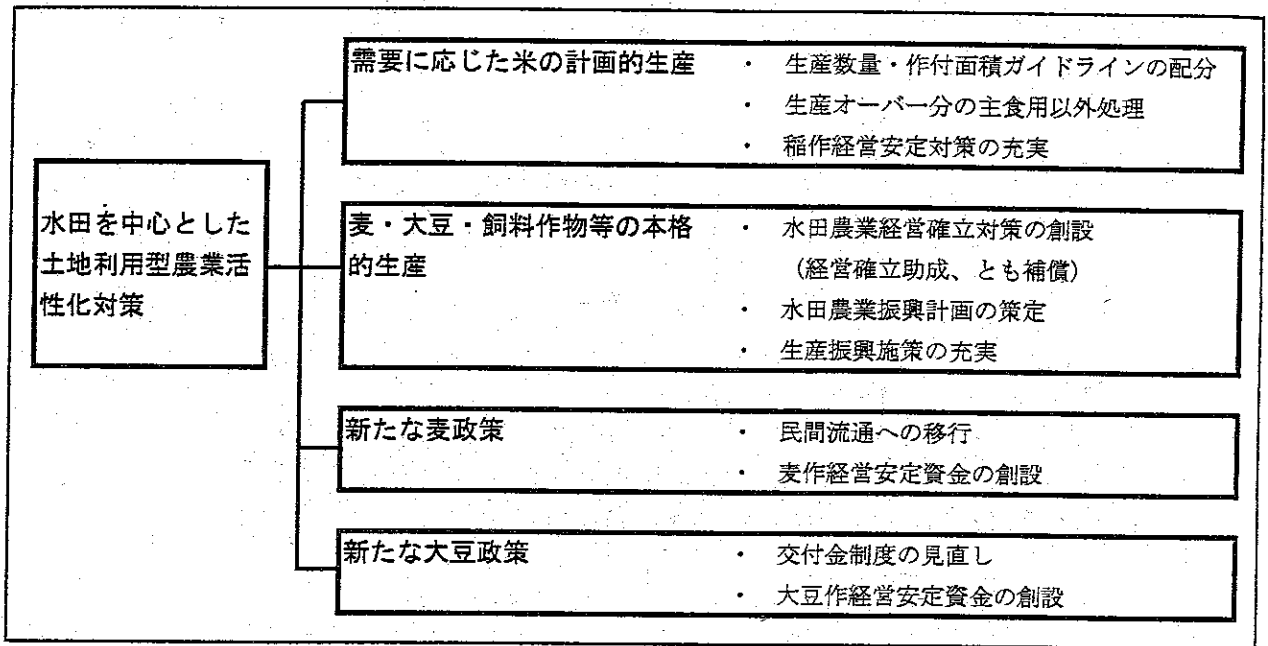 水田を中心とした
土地利用型農業活
性化対策
需要に応じた米の計画的生産
・ 生産数量・作付面積ガイドラインの配分
・ 生産オーバー分の主食用以外処理
・ 稲作経営安定対策の充実
麦・大豆・飼料作物等の本格
的生産
・ 水田農業経営確立対策の創設
(経営確立助成、とも補償)
・ 水田農業振興計画の策定
・ 生産振興施策の充実
新たな麦政策
・ 民間流通への移行
・ 麦作経営安定資金の創設
新たな大豆政策
・ 交付金制度の見直し
・ 大豆作経営安定資金の創設